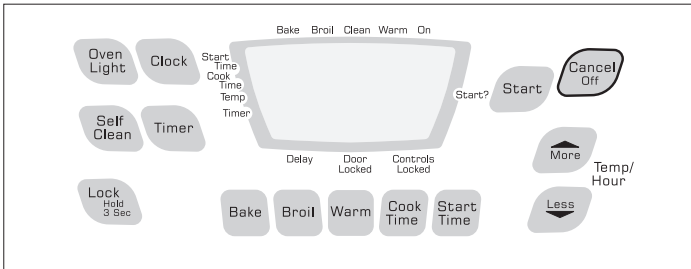 Bake Broil Clean Warm On
Oven
Light
Clock
Start
Time
Cook
Time
Temp
Timer
Start?
Start
Cancel
Off
Self
Clean
Timer
More
Temp/
Hour
Less
Delay
Door
Locked
Controls
Locked
Lock
Hold
3 Sec
Bake
Broil
Warm
Cook
Time
Start
Time